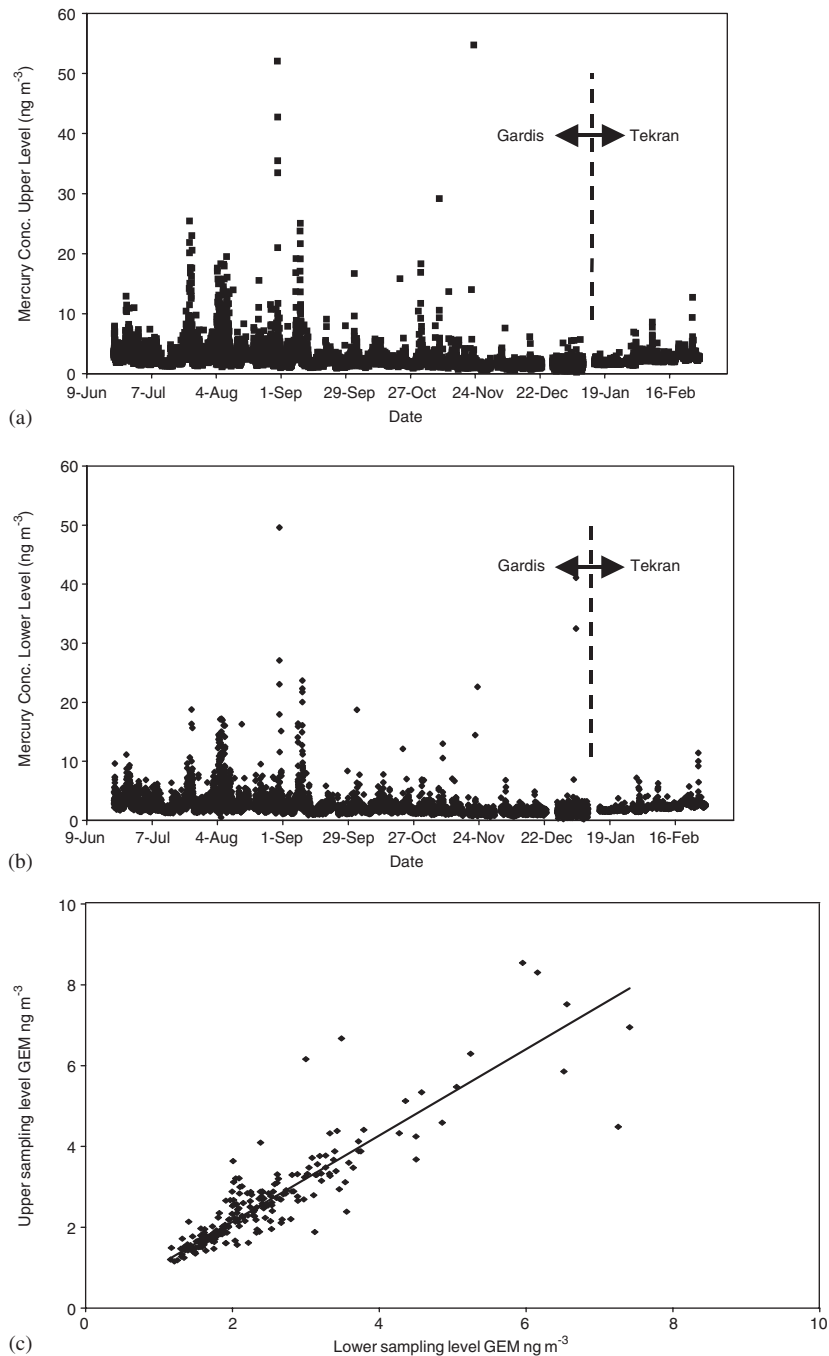 60
50
40
30
20
10
0
Mercury Conc. Upper Level (ng m-3)
Gardis Tekran
9-Jun 7-Jul 4-Aug 1-Sep 29-Sep 27-Oct 24-Nov 22-Dec 19-Jan 16-Feb
(a)
Date
60
50
40
30
20
10
0
Mercury Conc. Lower Level (ng m-3)
Gardis Tekran
9-Jun 7-Jul 4-Aug 1-Sep 29-Sep 27-Oct 24-Nov 22-Dec 19-Jan 16-Feb
(b)
Date
10
8
6
4
2
0
Upper sampling level GEM ng m-3
0 2 4 6 8 10
(c)
Lower sampling level GEM ng m-3